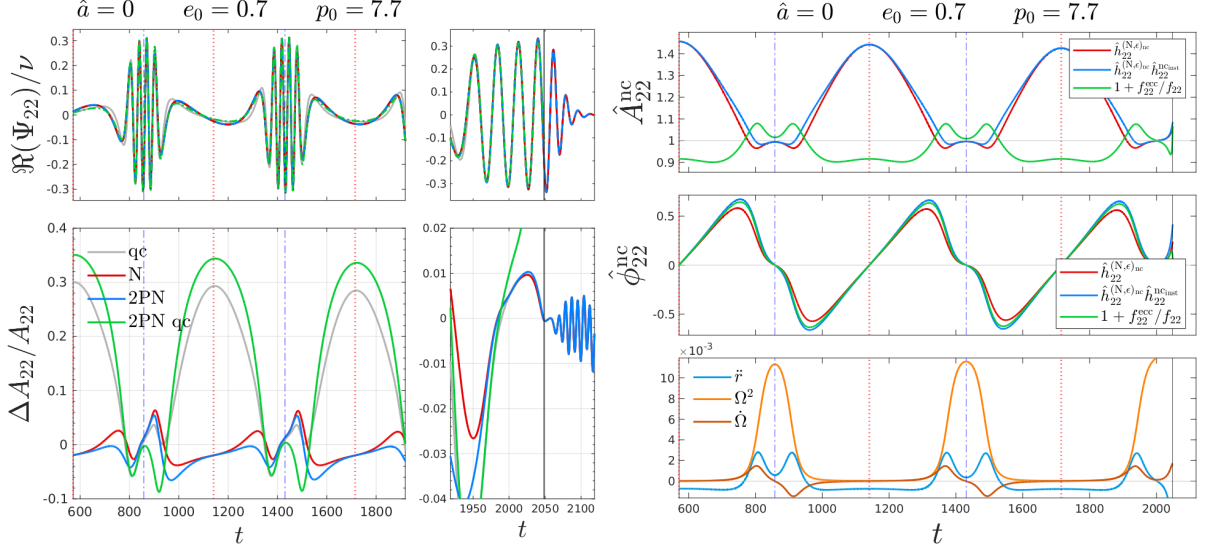 â = 0 e₀ = 0.7 p₀ = 7.7
ℜ(Ψ₂₂)/ν
0.3
0.2
0.1
0
-0.1
-0.2
0.3
0.3
0.2
0.1
0
-0.1
-0.2
-0.3
ΔA₂₂/A₂₂
0.4
0.3
0.2
0.1
0
-0.1
qc
N
2PN
2PN qc
600 800 1000 1200 1400 1600 1800
t
0.02
0.01
0
-0.01
-0.02
-0.03
-0.04
1950 2000 2050 2100
t
â = 0 e₀ = 0.7 p₀ = 7.7
Â₂₂ⁿᶜ
1.4
1.3
1.2
1.1
1
0.9
ĥ₂₂^(N,ϵ)nc
ĥ₂₂^(N,ϵ)nc ĥ₂₂^nc_inst
1 + f₂₂^ecc/f₂₂
ϕ̂₂₂ⁿᶜ
0.5
0
-0.5
ĥ₂₂^(N,ϵ)nc
ĥ₂₂^(N,ϵ)nc ĥ₂₂^nc_inst
1 + f₂₂^ecc/f₂₂
×10⁻³
10
8
6
4
2
0
r̈
Ω²
Ω̇
600 800 1000 1200 1400 1600 1800 2000
t